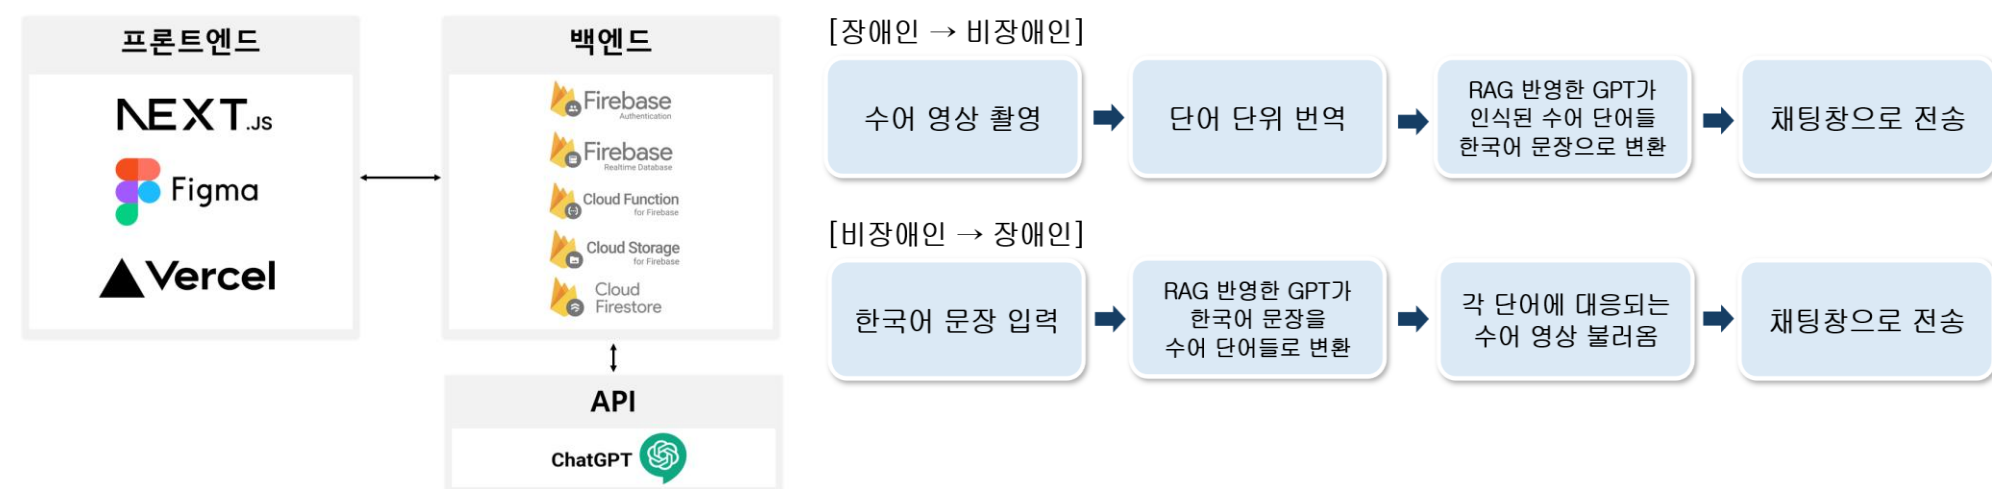 프론트엔드
NEXT.JS
Figma
Vercel
백엔드
Firebase
Authentication
Firebase
Realtime Database
Cloud Function
for Firebase
Cloud Storage
for Firebase
Cloud
Firestore
API
ChatGPT
[장애인 → 비장애인]
수어 영상 촬영
단어 단위 번역
RAG 반영한 GPT가
인식된 수어 단어들
한국어 문장으로 변환
채팅창으로 전송
[비장애인 → 장애인]
한국어 문장 입력
RAG 반영한 GPT가
한국어 문장을
수어 단어들로 변환
각 단어에 대응되는
수어 영상 불러옴
채팅창으로 전송